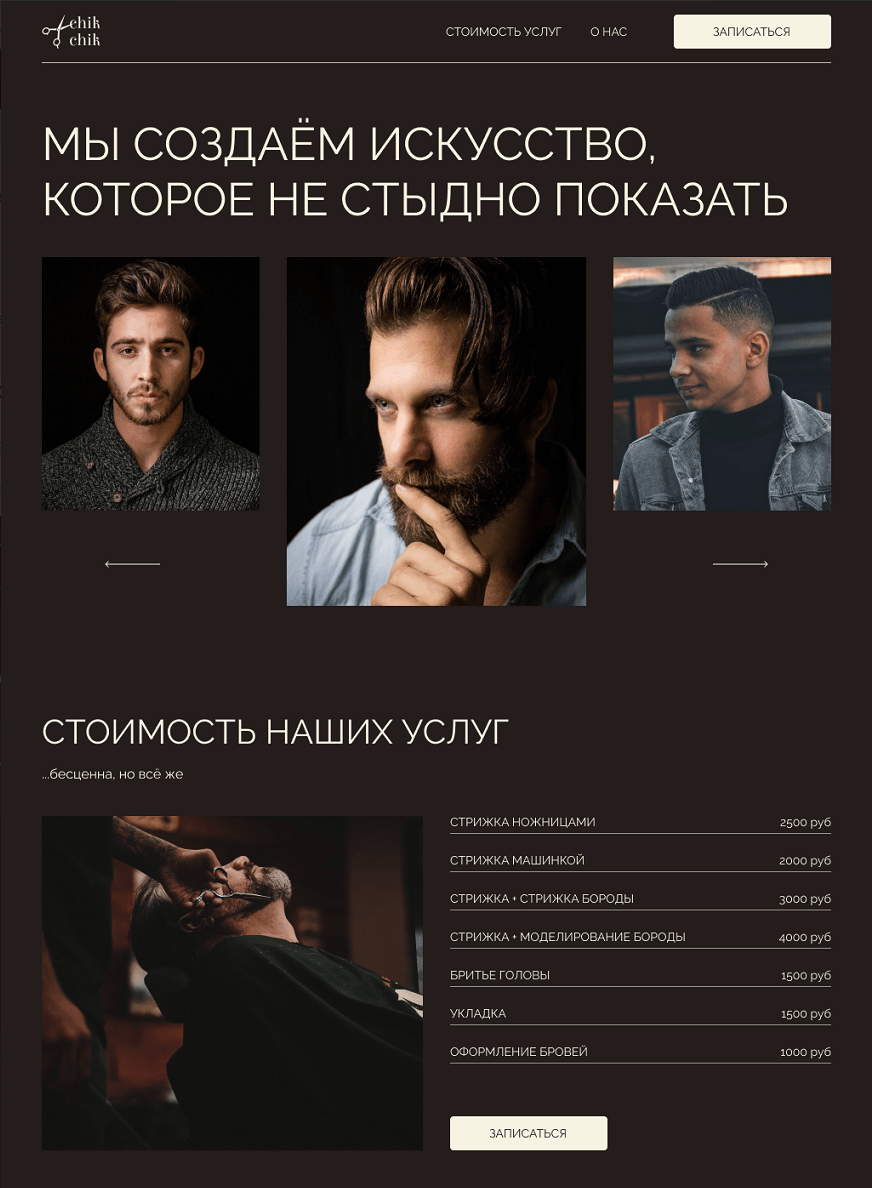 chik
chik
СТОИМОСТЬ УСЛУГ
О НАС
ЗАПИСАТЬСЯ
МЫ СОЗДАЁМ ИСКУССТВО,
КОТОРОЕ НЕ СТЫДНО ПОКАЗАТЬ
СТОИМОСТЬ НАШИХ УСЛУГ
...бесценна, но всё же
СТРИЖКА НОЖНИЦАМИ 2500 руб
СТРИЖКА МАШИНКОЙ 2000 руб
СТРИЖКА + СТРИЖКА БОРОДЫ 3000 руб
СТРИЖКА + МОДЕЛИРОВАНИЕ БОРОДЫ 4000 руб
БРИТЬЕ ГОЛОВЫ 1500 руб
УКЛАДКА 1500 руб
ОФОРМЛЕНИЕ БРОВЕЙ 1000 руб
ЗАПИСАТЬСЯ